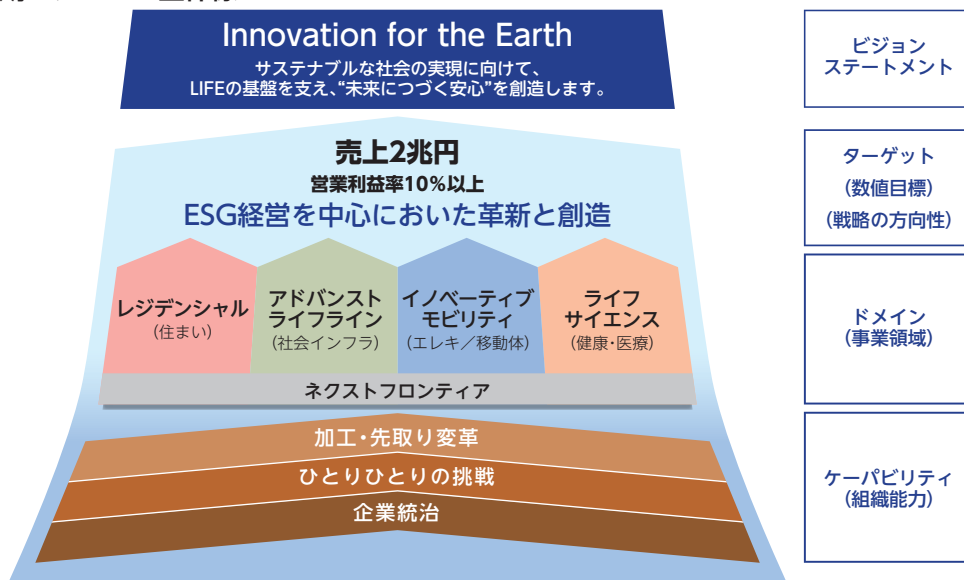 Innovation for the Earth
サステナブルな社会の実現に向けて、
LIFEの基盤を支え、“未来につづく安心”を創造します。
ビジョン
ステートメント
売上2兆円
営業利益率10%以上
ESG経営を中心においた革新と創造
ターゲット
(数値目標)
(戦略の方向性)
レジデンシャル
(住まい)
アドバンスト
ライフライン
(社会インフラ)
イノベーティブ
モビリティ
(エレキ／移動体)
ライフ
サイエンス
(健康・医療)
ネクストフロンティア
ドメイン
(事業領域)
加工・先取り変革
ひとりひとりの挑戦
企業統治
ケーパビリティ
(組織能力)